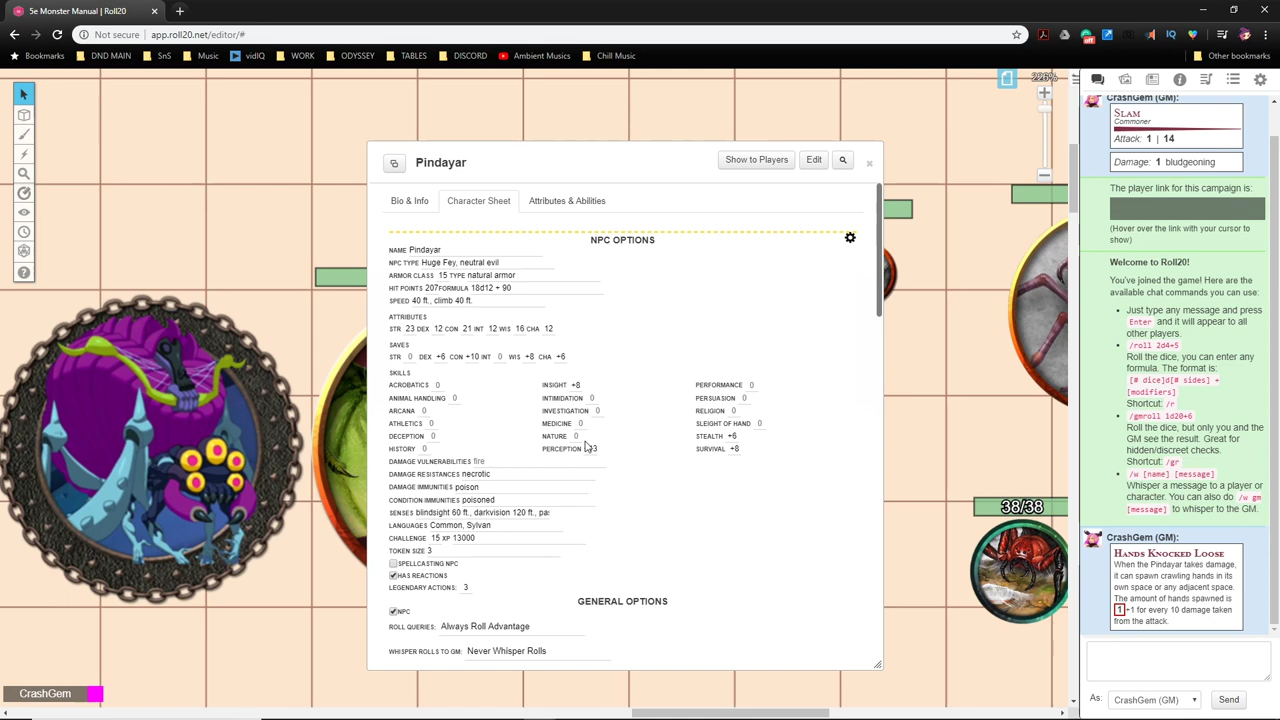 5e Monster Manual | Roll20
app.roll20.net/editor/#
Bookmarks DND MAIN SnS Music vidIQ WORK ODYSSEY TABLES DISCORD Ambient Musics Chill Music Other bookmarks
Pindayar
Show to Players Edit
Bio & Info Character Sheet Attributes & Abilities
NPC OPTIONS
NAME Pindayar
NPC TYPE Huge Fey, neutral evil
ARMOR CLASS 15 TYPE natural armor
HIT POINTS 207 FORMULA 18d12 + 90
SPEED 40 ft., climb 40 ft.
ATTRIBUTES
STR 23 DEX 12 CON 21 INT 12 WIS 16 CHA 12
SAVES
STR 0 DEX +6 CON +10 INT 0 WIS +8 CHA +6
SKILLS
ACROBATICS 0 INSIGHT +8 PERFORMANCE 0
ANIMAL HANDLING 0 INTIMIDATION 0 PERSUASION 0
ARCANA 0 INVESTIGATION 0 RELIGION 0
ATHLETICS 0 MEDICINE 0 SLEIGHT OF HAND 0
DECEPTION 0 NATURE 0 STEALTH +6
HISTORY 0 PERCEPTION SURVIVAL +8
DAMAGE VULNERABILITIES fire
DAMAGE RESISTANCES necrotic
DAMAGE IMMUNITIES poison
CONDITION IMMUNITIES poisoned
SENSES blindsight 60 ft., darkvision 120 ft., pas
LANGUAGES Common, Sylvan
CHALLENGE 15 XP 13000
TOKEN SIZE 3
SPELLCASTING NPC
HAS REACTIONS
LEGENDARY ACTIONS: 3
GENERAL OPTIONS
NPC
ROLL QUERIES: Always Roll Advantage
WHISPER ROLLS TO GM: Never Whisper Rolls
38/38
CrashGem
CrashGem (GM):
SLAM
Commoner
Attack: 1 | 14
Damage: 1 bludgeoning
The player link for this campaign is:
(Hover over the link with your cursor to
show)
Welcome to Roll20!
You've joined the game! Here are the
available chat commands you can use:
• Just type any message and press
Enter and it will appear to all
other players.
• /roll 2d4+5
Roll the dice, you can enter any
formula. The format is:
[# dice]d[# sides] +
[modifiers]
Shortcut: /r
• /gmroll 1d20+6
Roll dice, but only you and the
GM see the result. Great for
hidden/discreet checks.
Shortcut: /gr
• /w [name] [message]
Whisper a message to a player or
character. You can also do /w gm
[message] to whisper to the GM.
CrashGem (GM):
HANDS KNOCKED LOOSE
When the Pindayar takes damage,
it can spawn crawling hands in its
own space or any adjacent space.
The amount of hands spawned is
1 +1 for every 10 damage taken
from the attack.
As: CrashGem (GM) Send